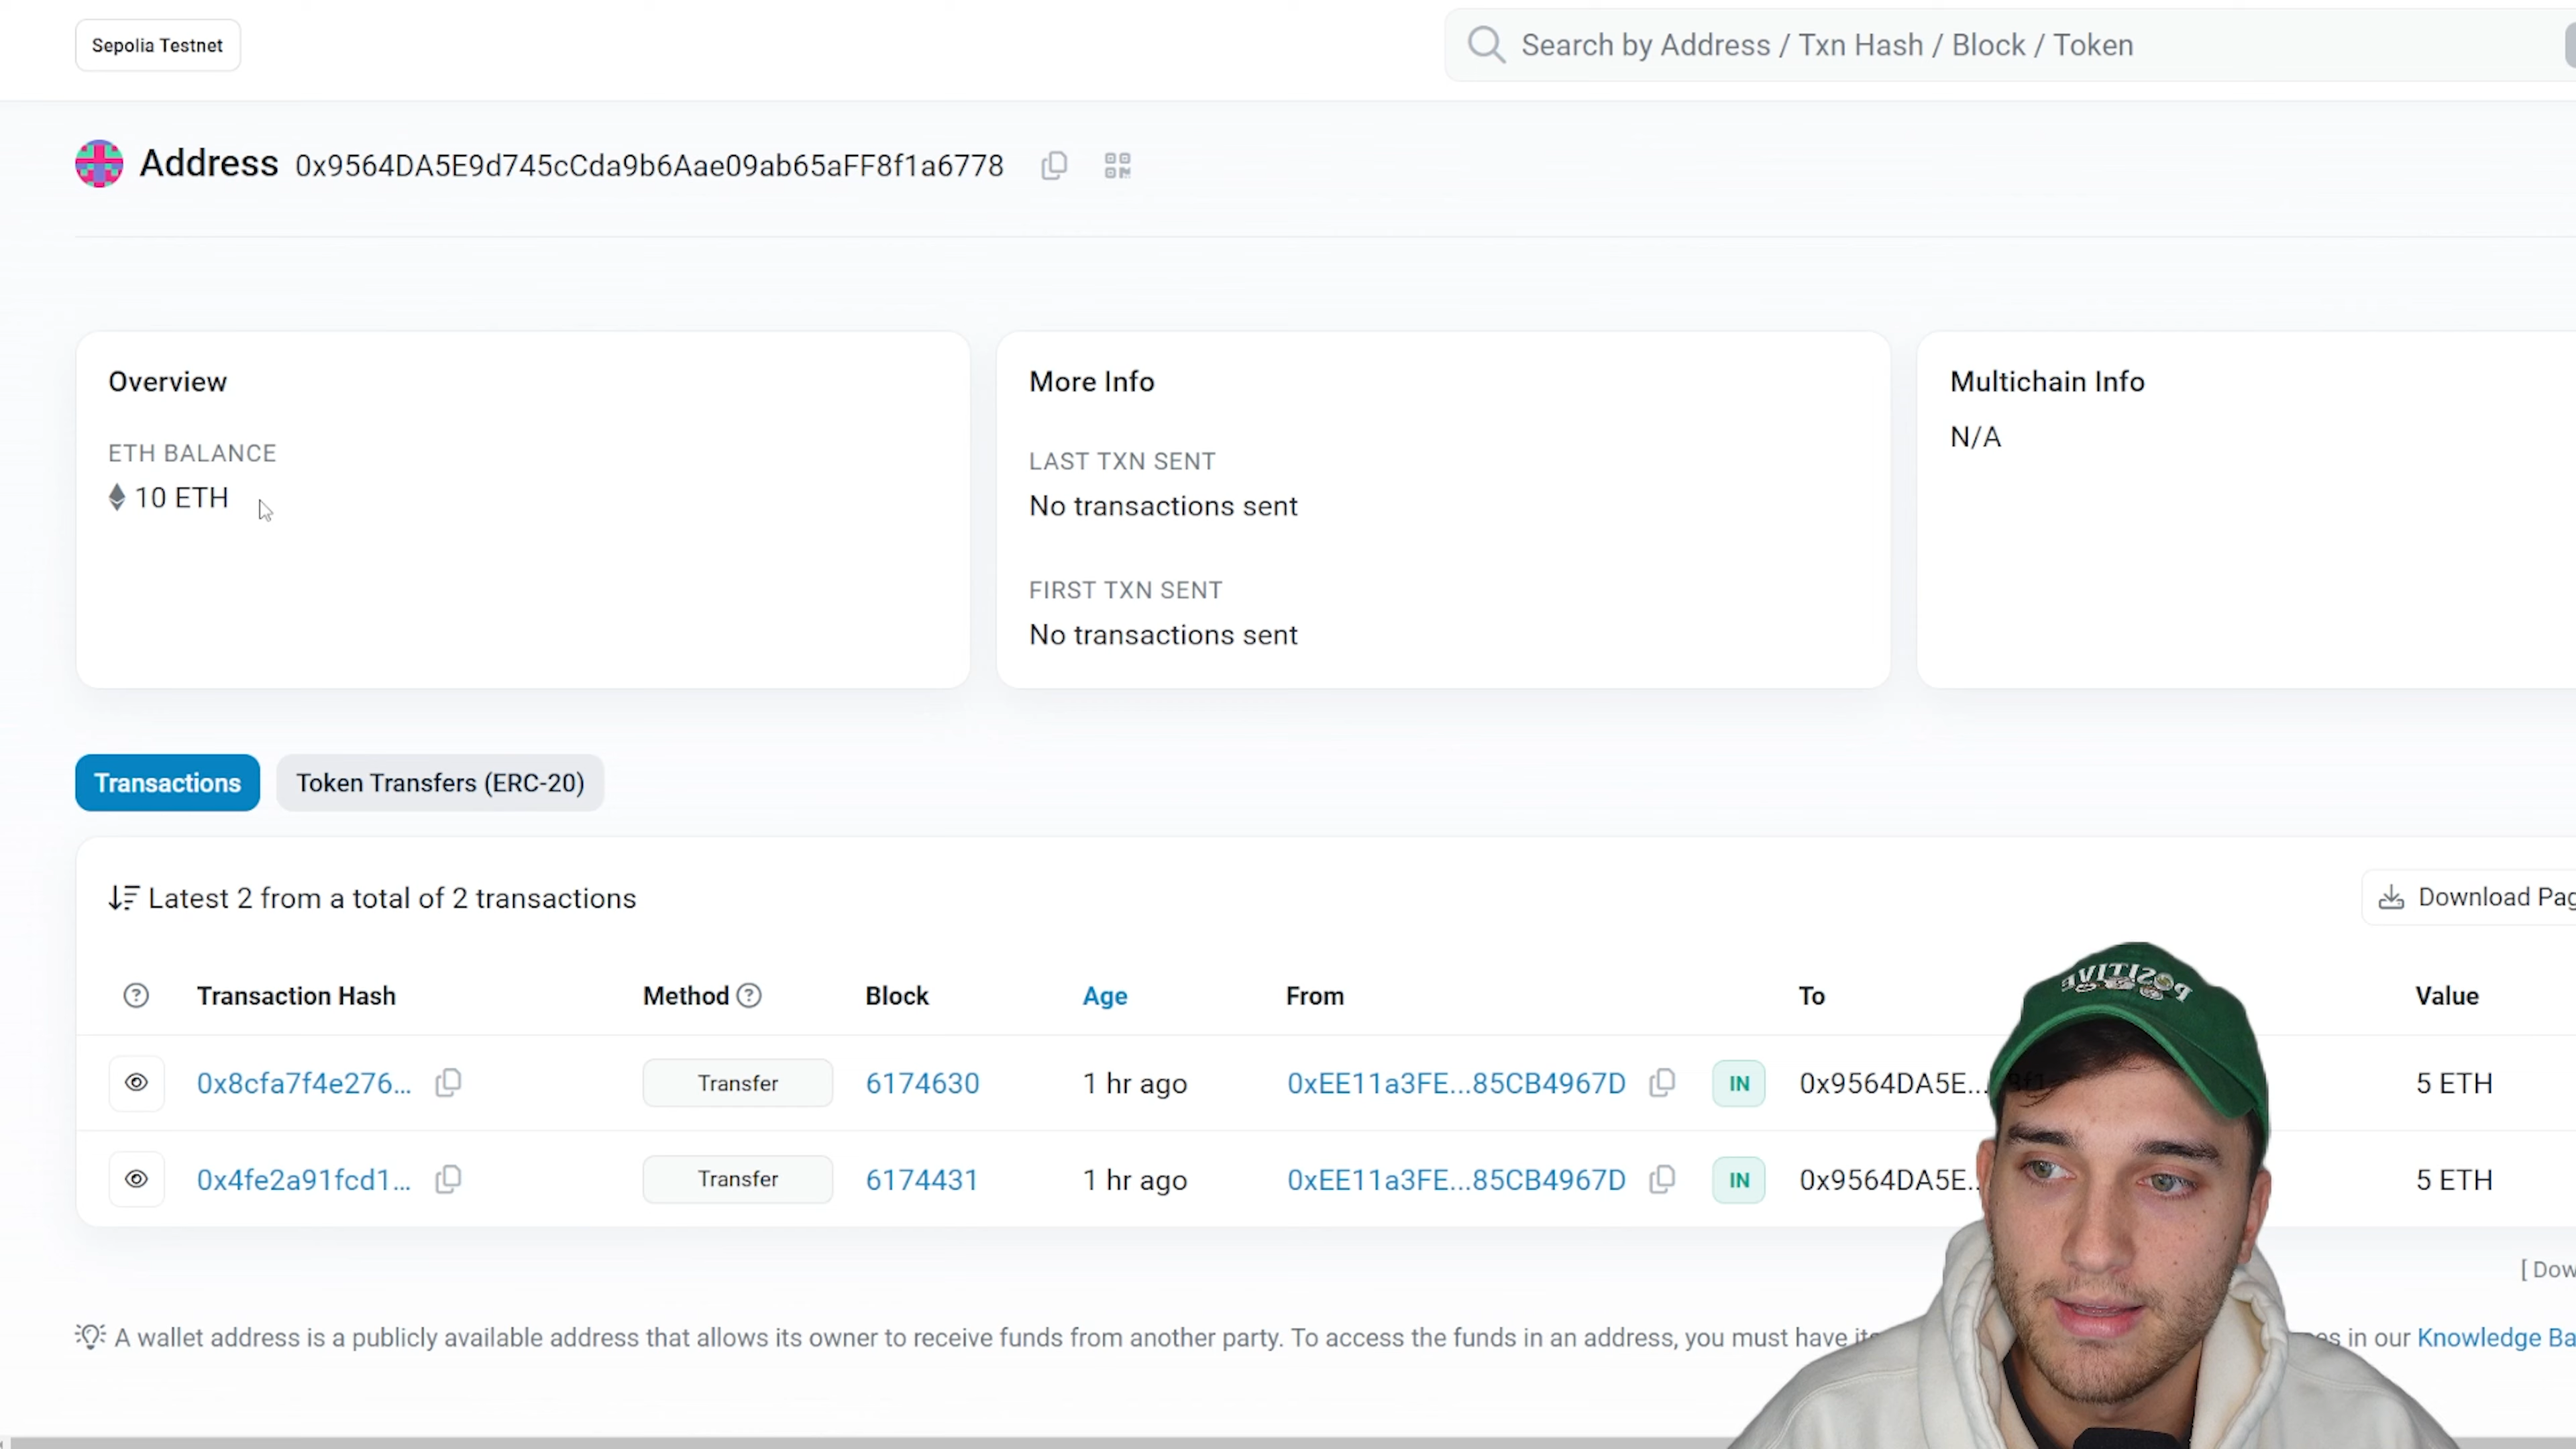 Sepolia Testnet
Search by Address / Txn Hash / Block / Token
Address 0x9564DA5E9d745cCda9b6Aae09ab65aFF8f1a6778
Overview
ETH BALANCE
10 ETH
More Info
LAST TXN SENT
No transactions sent
FIRST TXN SENT
No transactions sent
Multichain Info
N/A
Transactions
Token Transfers (ERC-20)
Latest 2 from a total of 2 transactions
Download Pag
Transaction Hash Method Block Age From To Value
0x8cfa7f4e276... Transfer 6174630 1 hr ago 0xEE11a3FE...85CB4967D IN 0x9564DA5E... 5 ETH
0x4fe2a91fcd1... Transfer 6174431 1 hr ago 0xEE11a3FE...85CB4967D IN 0x9564DA5E.. 5 ETH
[ Dow
A wallet address is a publicly available address that allows its owner to receive funds from another party. To access the funds in an address, you must have in our Knowledge Ba
POSITIVE